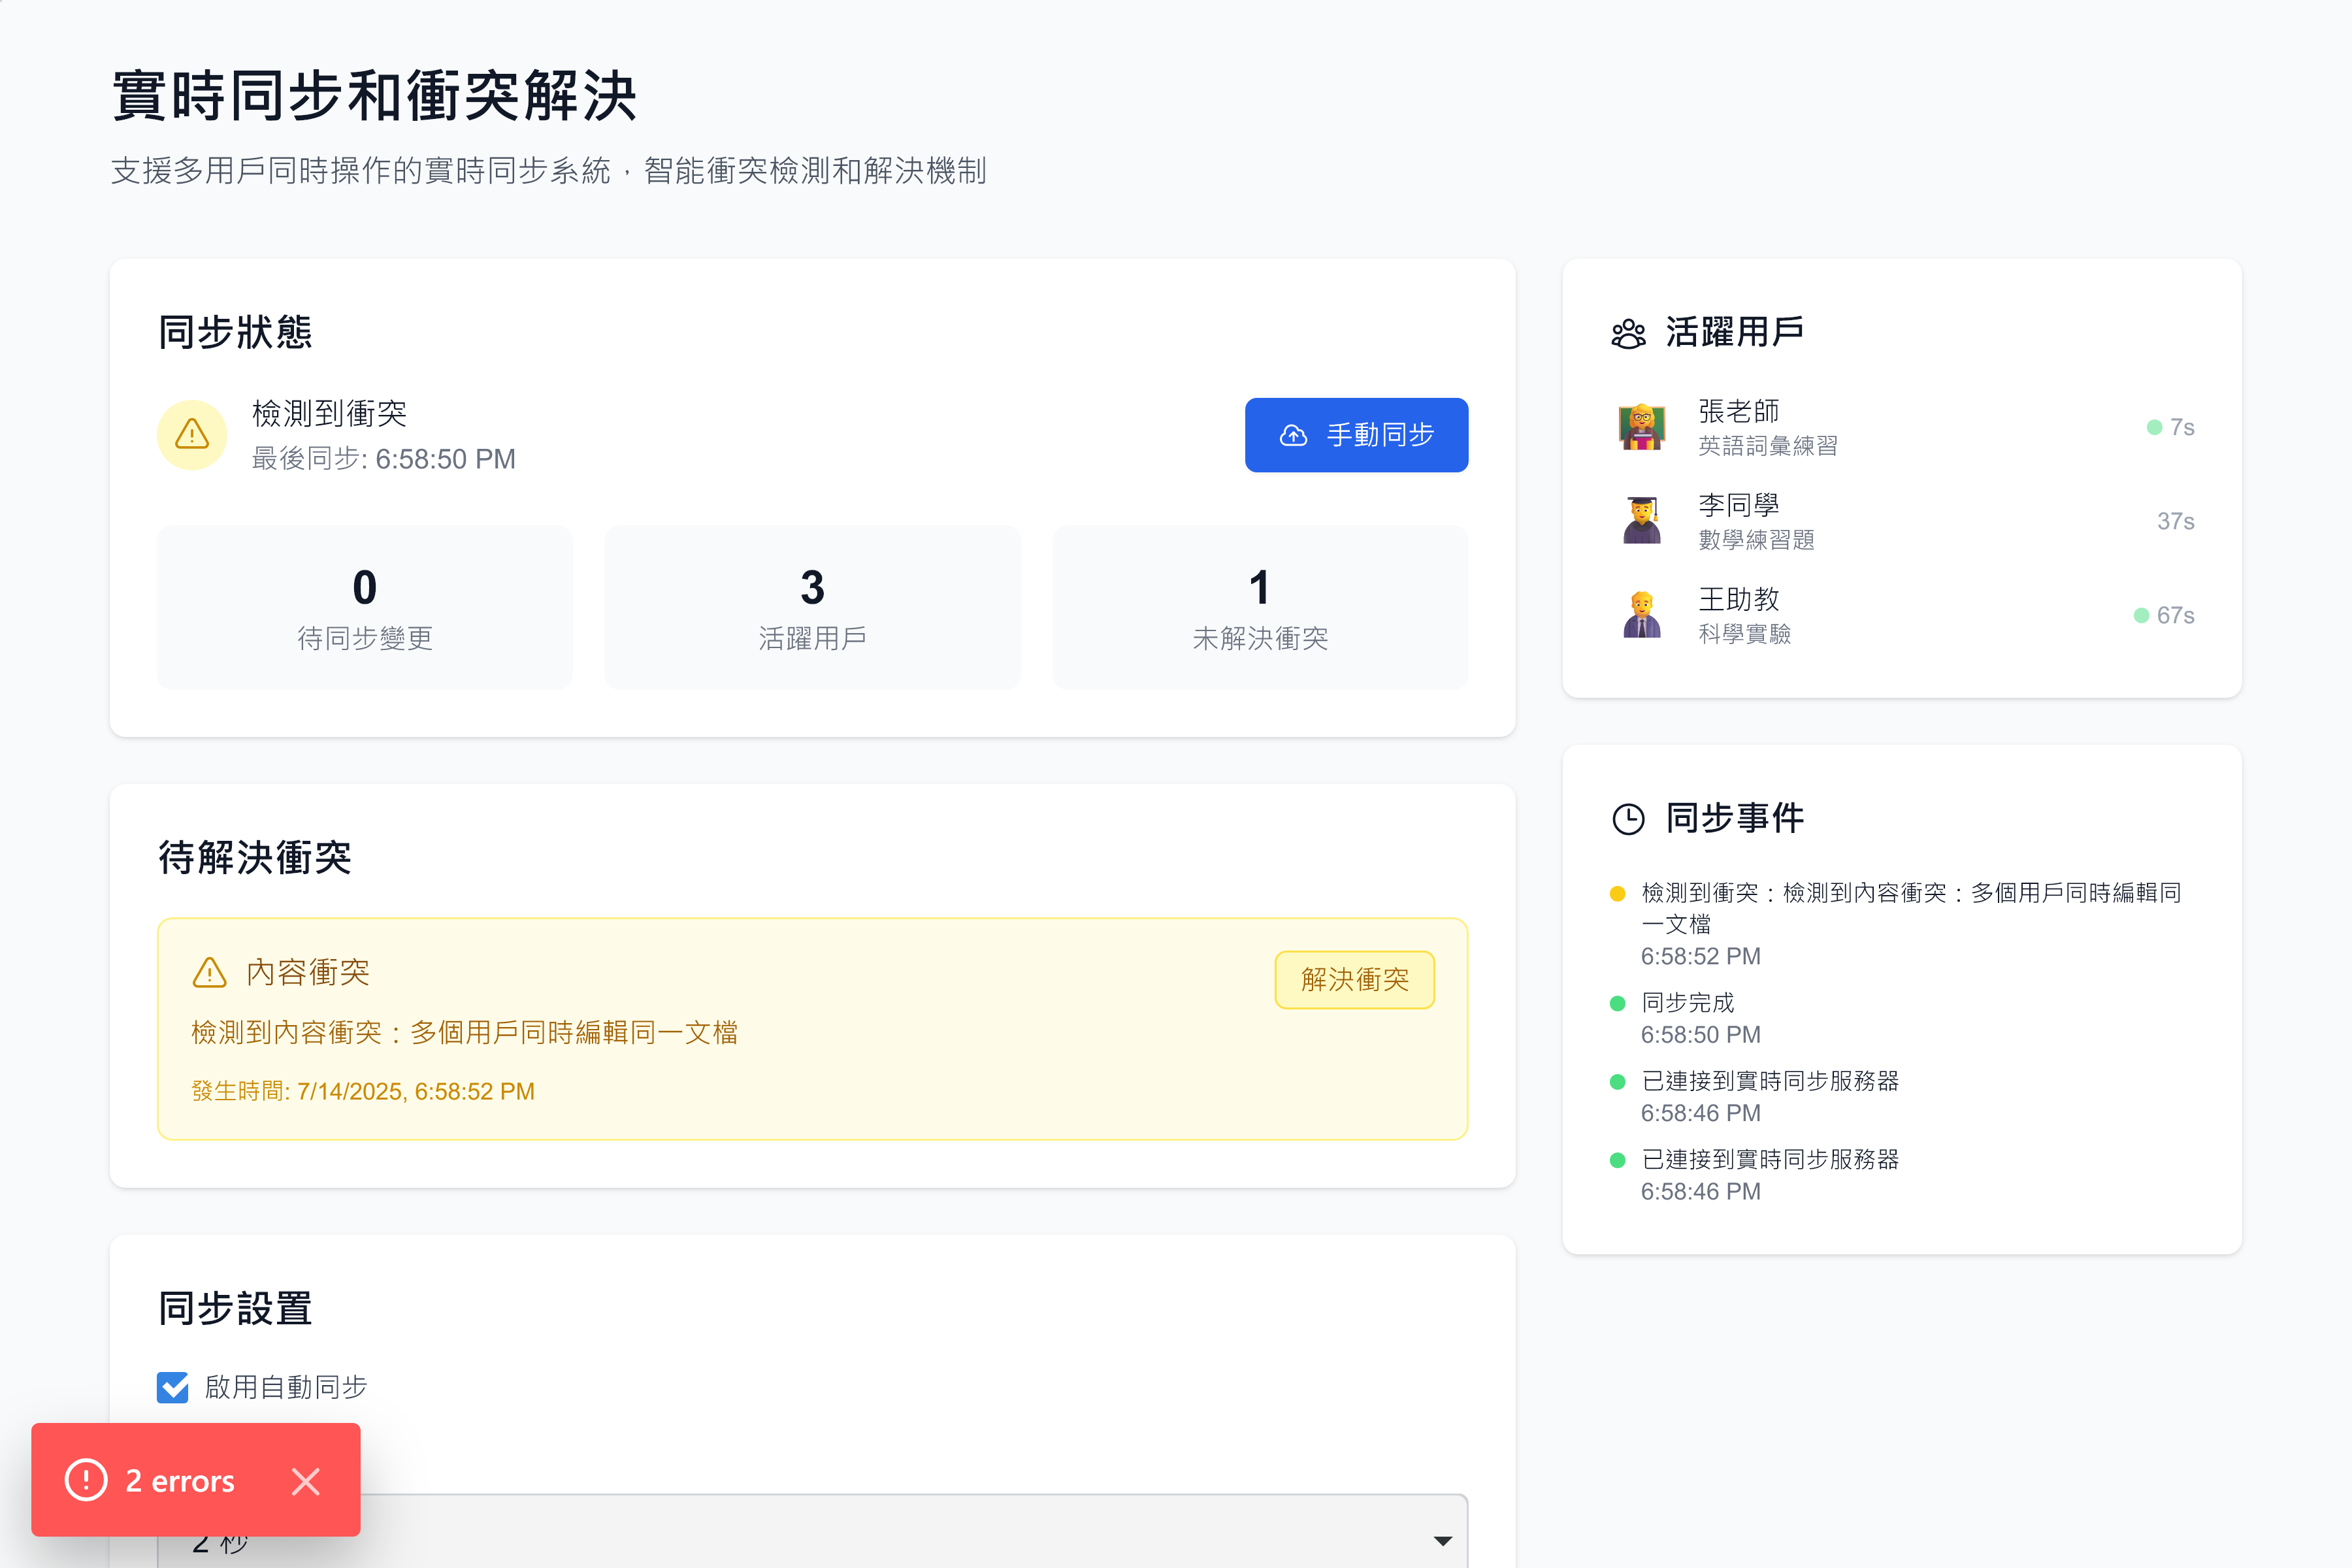 實時同步和衝突解決
支援多用戶同時操作的實時同步系統，智能衝突檢測和解決機制
同步狀態
檢測到衝突
最後同步: 6:58:50 PM
手動同步
0
待同步變更
3
活躍用戶
1
未解決衝突
待解決衝突
內容衝突
解決衝突
檢測到內容衝突：多個用戶同時編輯同一文檔
發生時間: 7/14/2025, 6:58:52 PM
同步設置
啟用自動同步
2 秒
2 errors
活躍用戶
張老師
英語詞彙練習
7s
李同學
數學練習題
37s
王助教
科學實驗
67s
同步事件
檢測到衝突：檢測到內容衝突：多個用戶同時編輯同
一文檔
6:58:52 PM
同步完成
6:58:50 PM
已連接到實時同步服務器
6:58:46 PM
已連接到實時同步服務器
6:58:46 PM